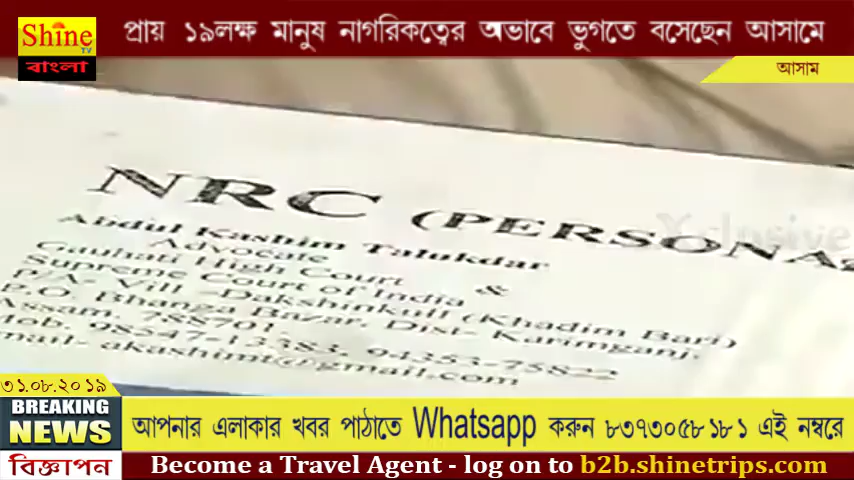 Shine
TV
বাংলা
প্রায় ১৯লক্ষ মানুষ নাগরিকত্বের অভাবে ভুগতে বসেছেন আসামে
আসাম
Xclusive
NRC (PERSONAL
Abdul Kashim Talukdar
Advocate
Gauhati High Court &
Supreme Court of India
P/A- Vill -Dakshinkull (Khadim Bari)
P.O. Bhanga Bazar, Dist- Karimganj,
Assam. 788701
Mob. 98547-13383, 94353-75822
mail- akashimt@gmail.com
৩১.০৮.২০১৯
BREAKING
NEWS
আপনার এলাকার খবর পাঠাতে Whatsapp করুন ৮৩৭৩০৫৮১৮১ এই নম্বরে
বিজ্ঞাপন
Become a Travel Agent - log on to b2b.shinetrips.com